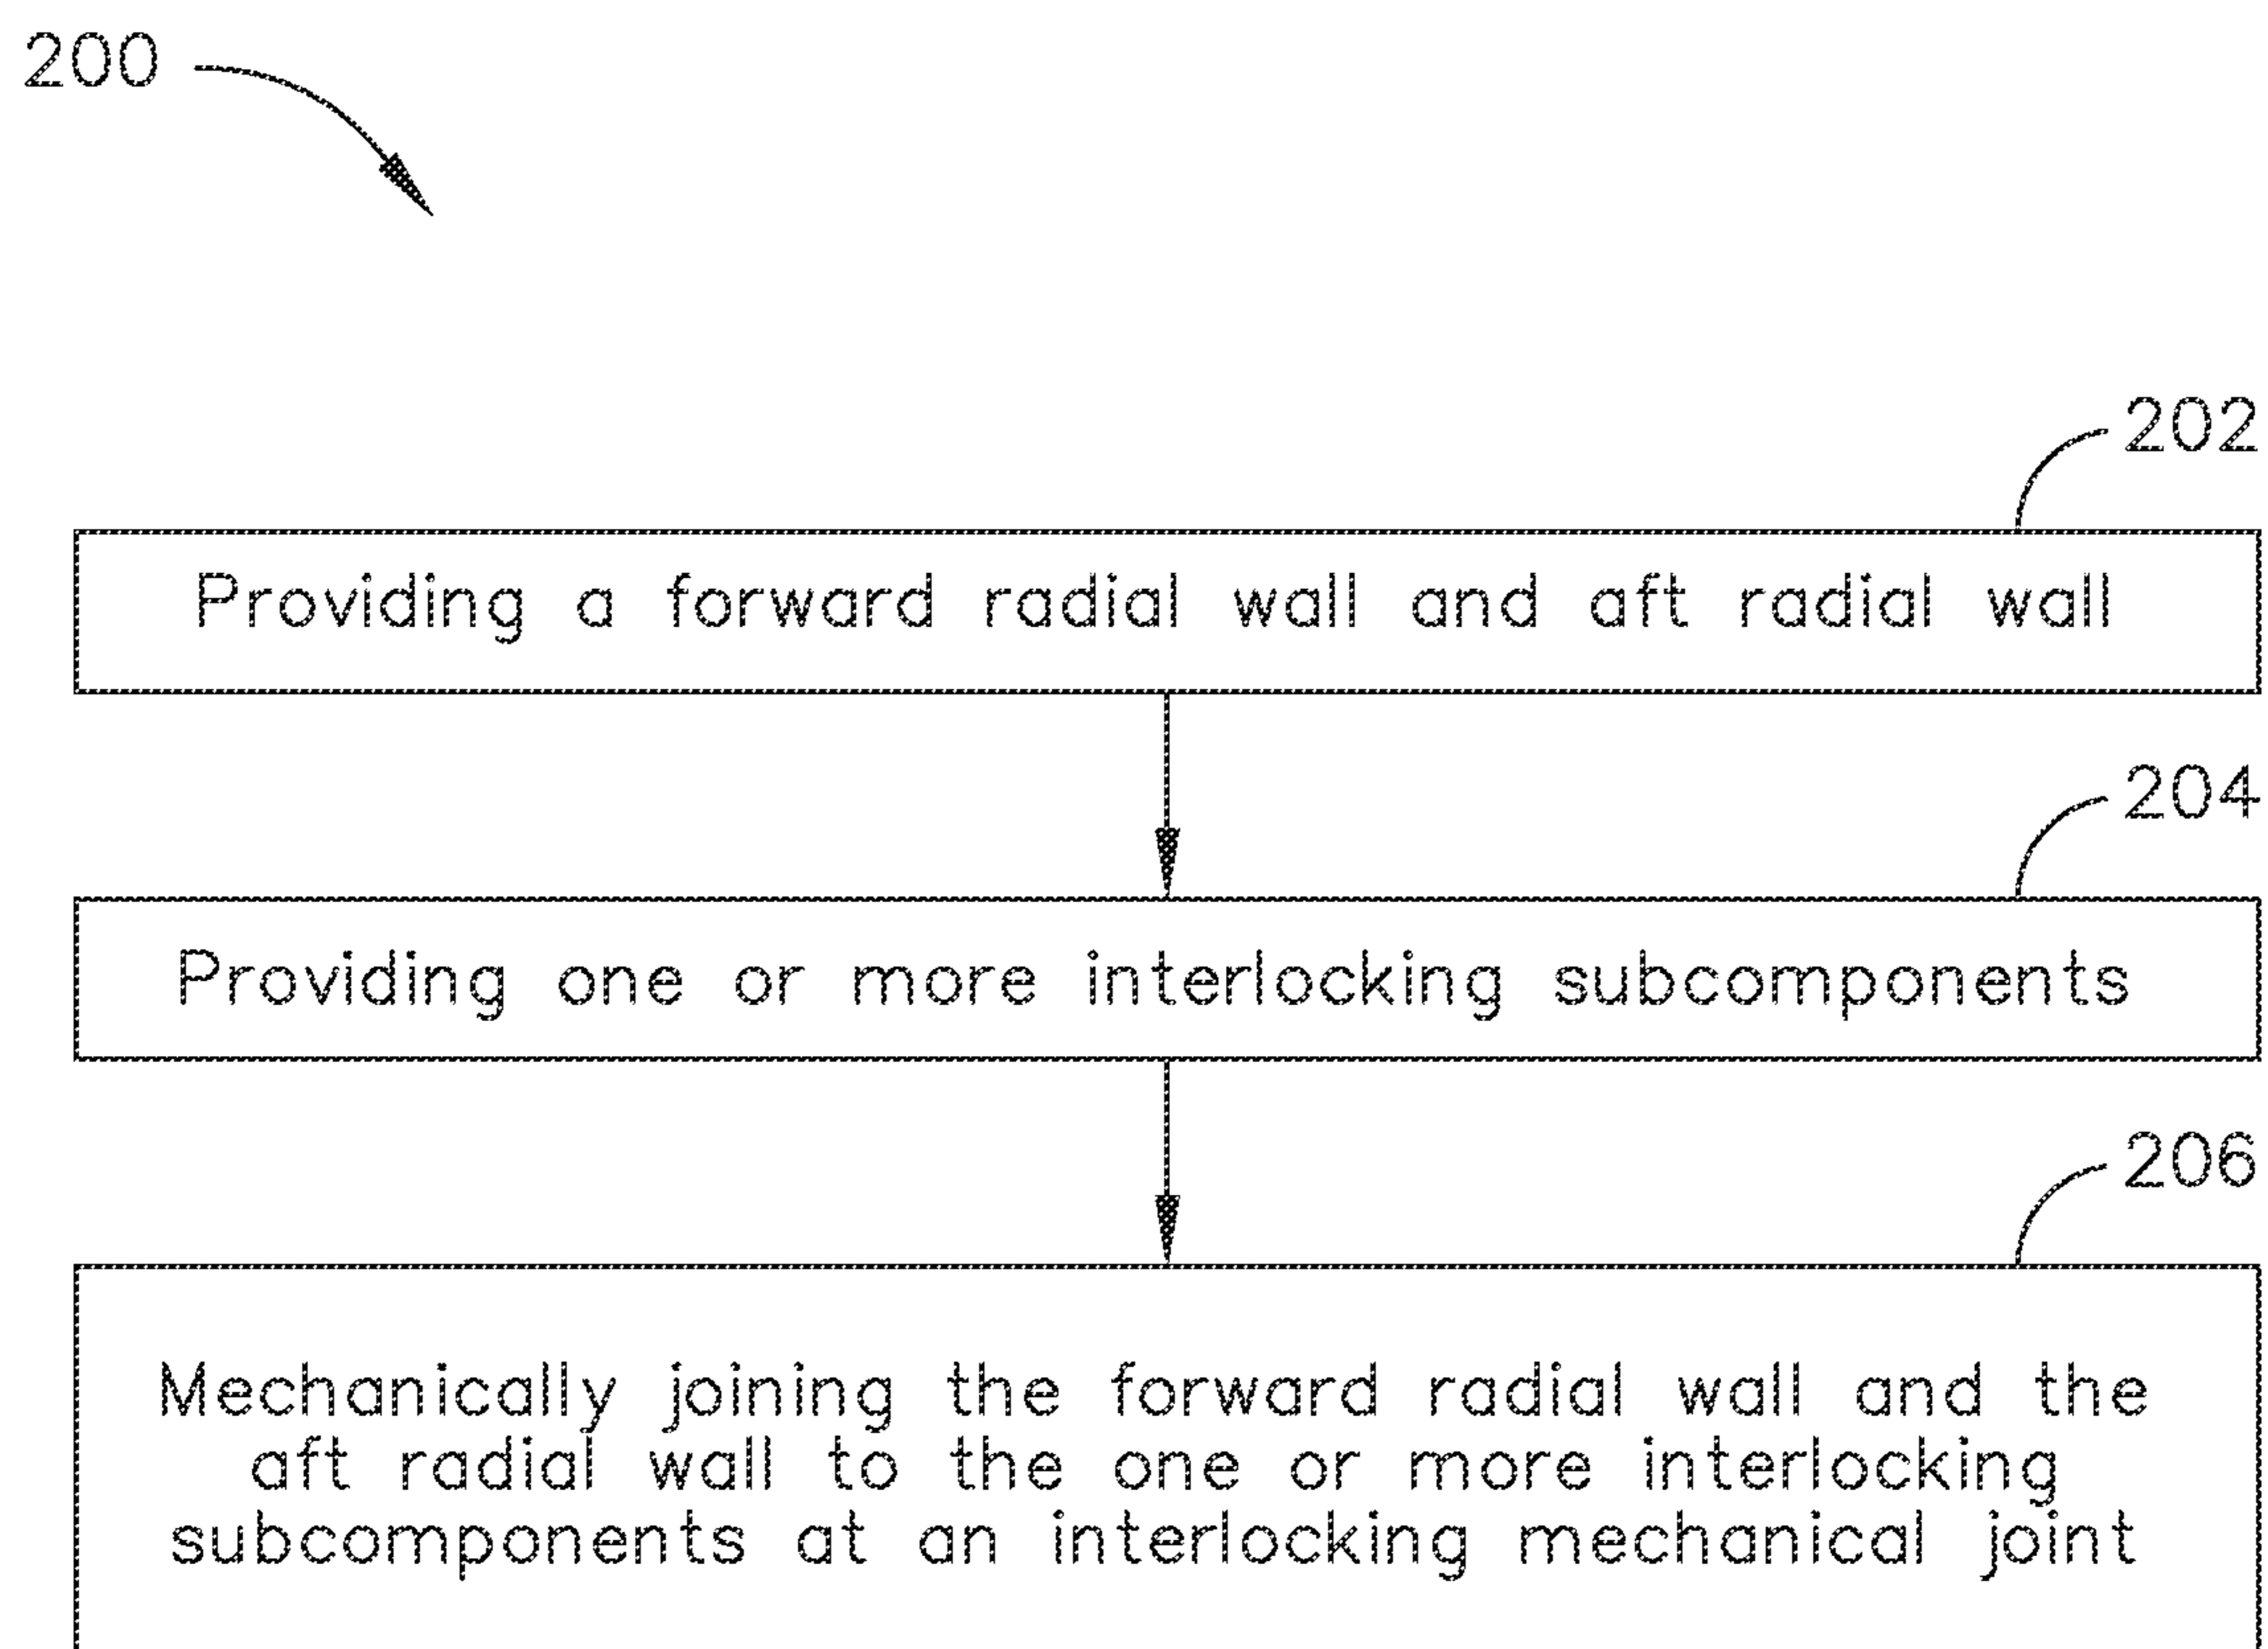 200
202
Providing a forward radial wall and aft radial wall
204
Providing one or more interlocking subcomponents
206
Mechanically joining the forward radial wall and the
aft radial wall to the one or more interlocking
subcomponents at an interlocking mechanical joint